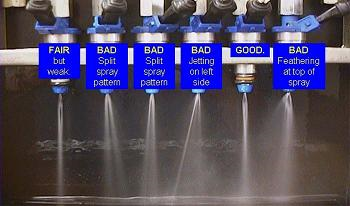 FAIR
but
weak.
BAD
Split
spray
pattern
BAD
Split
spray
pattern
BAD
Jetting
on left
side
GOOD.
BAD
Feathering
at top of
spray